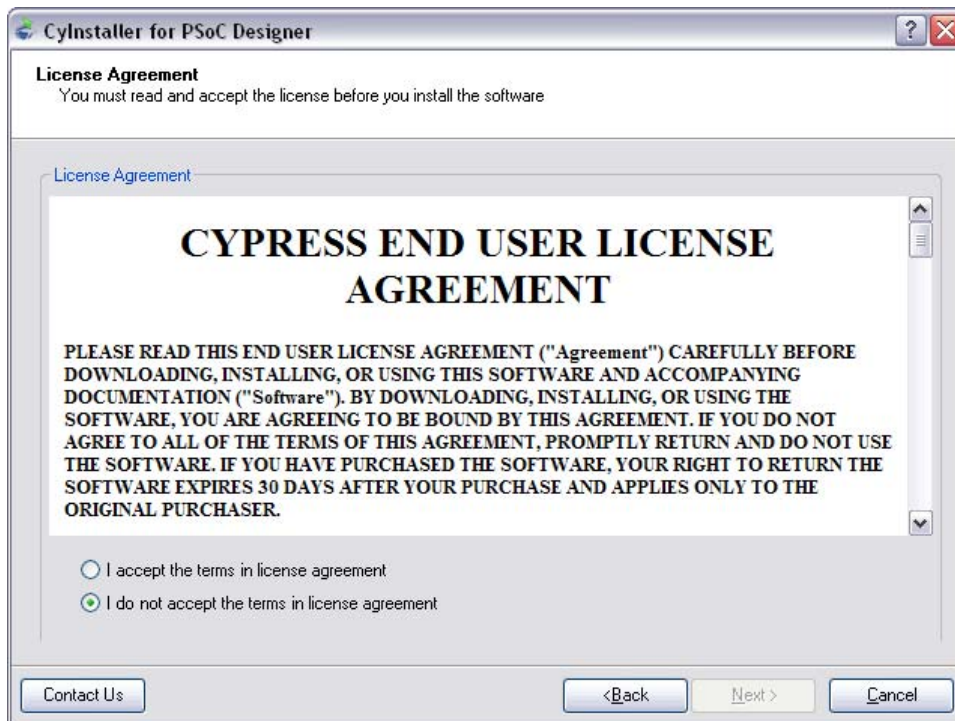 CyInstaller for PSoC Designer
License Agreement
You must read and accept the license before you install the software
License Agreement
CYPRESS END USER LICENSE
AGREEMENT
PLEASE READ THIS END USER LICENSE AGREEMENT ("Agreement") CAREFULLY BEFORE
DOWNLOADING, INSTALLING, OR USING THIS SOFTWARE AND ACCOMPANYING
DOCUMENTATION ("Software"). BY DOWNLOADING, INSTALLING, OR USING THE
SOFTWARE, YOU ARE AGREEING TO BE BOUND BY THIS AGREEMENT. IF YOU DO NOT
AGREE TO ALL OF THE TERMS OF THIS AGREEMENT, PROMPTLY RETURN AND DO NOT USE
THE SOFTWARE. IF YOU HAVE PURCHASED THE SOFTWARE, YOUR RIGHT TO RETURN THE
SOFTWARE EXPIRES 30 DAYS AFTER YOUR PURCHASE AND APPLIES ONLY TO THE
ORIGINAL PURCHASER.
I accept the terms in license agreement
I do not accept the terms in license agreement
Contact Us
<Back
Next >
Cancel